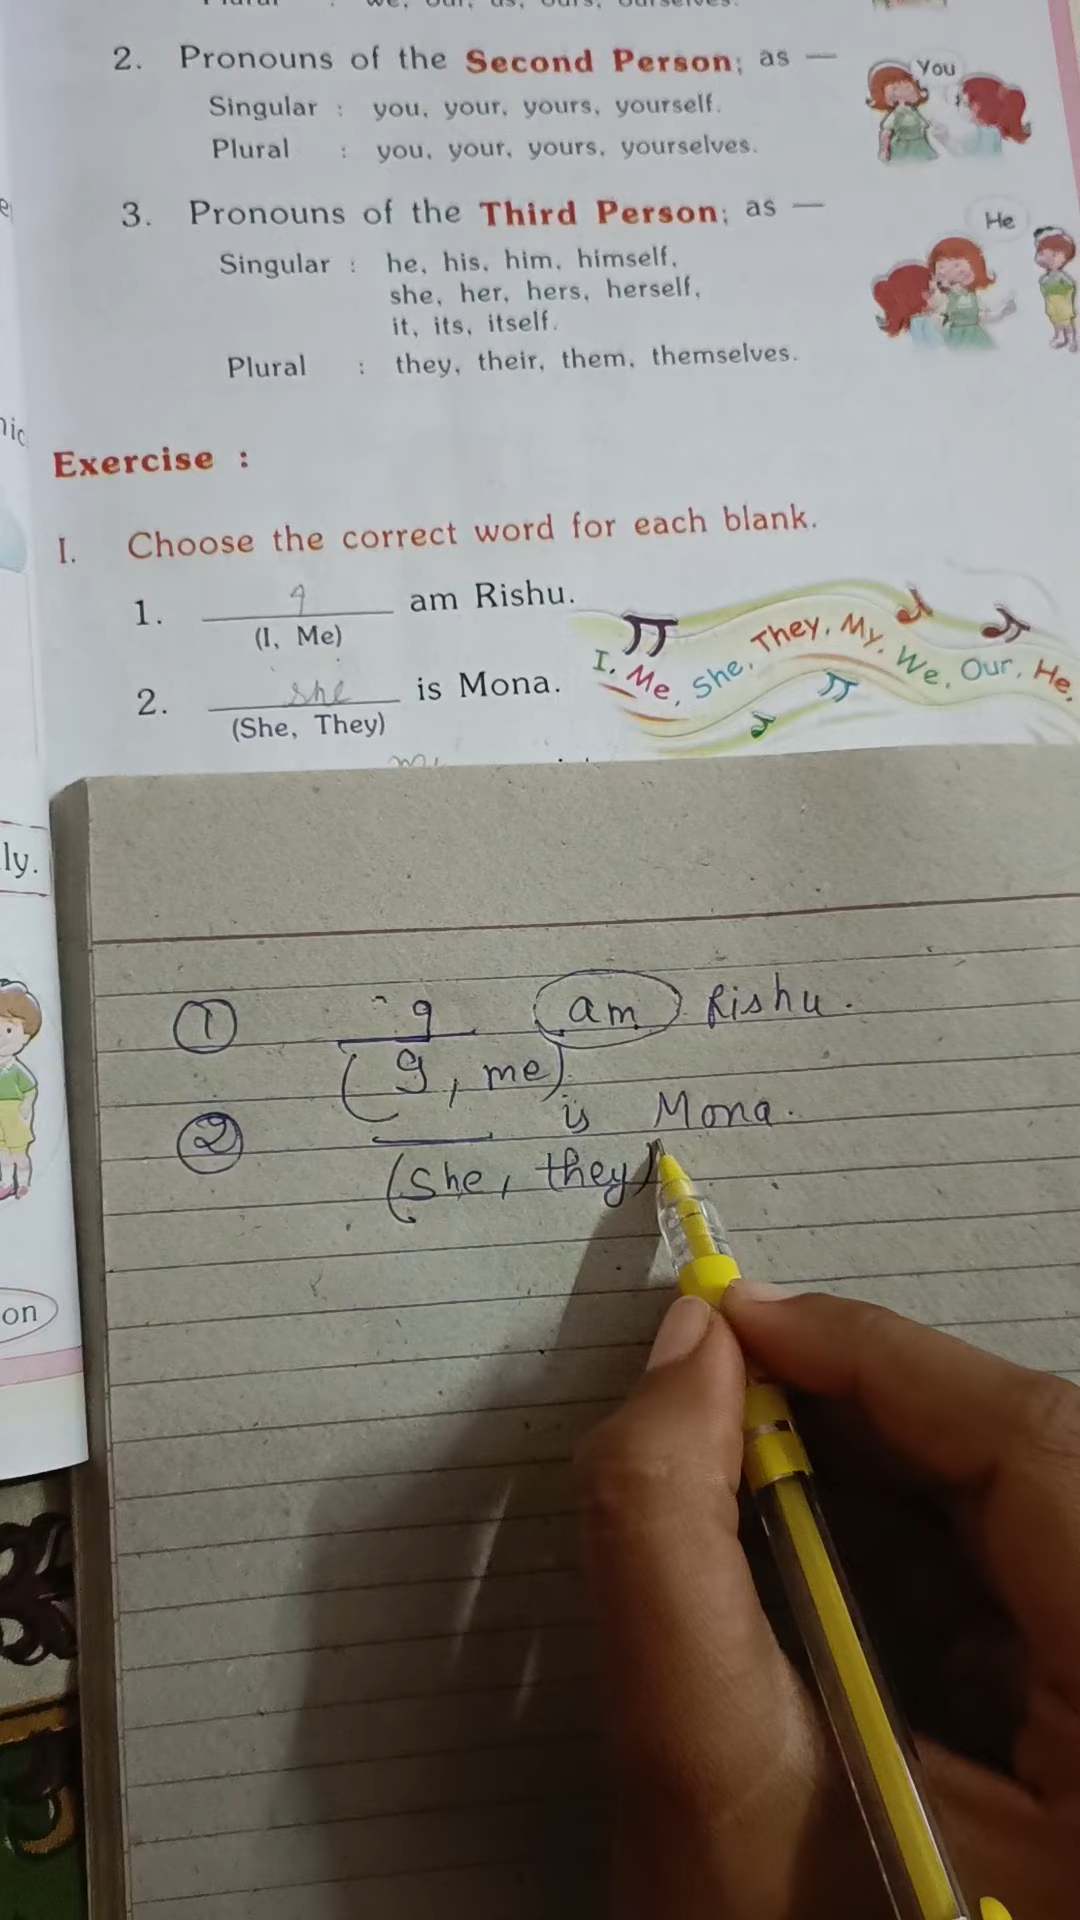 2. Pronouns of the Second Person; as —
You
Singular : you, your, yours, yourself.
Plural : you, your, yours, yourselves.
3. Pronouns of the Third Person; as —
He
Singular : he, his, him, himself,
she, her, hers, herself,
it, its, itself.
Plural : they, their, them, themselves.
Exercise :
I. Choose the correct word for each blank.
1. I am Rishu.
(I, Me)
I, Me, She, They, My, We, Our, He,
2. she is Mona.
(She, They)
ly.
on
1 I am Rishu.
(I, me)
2 is Mona.
(She, they)